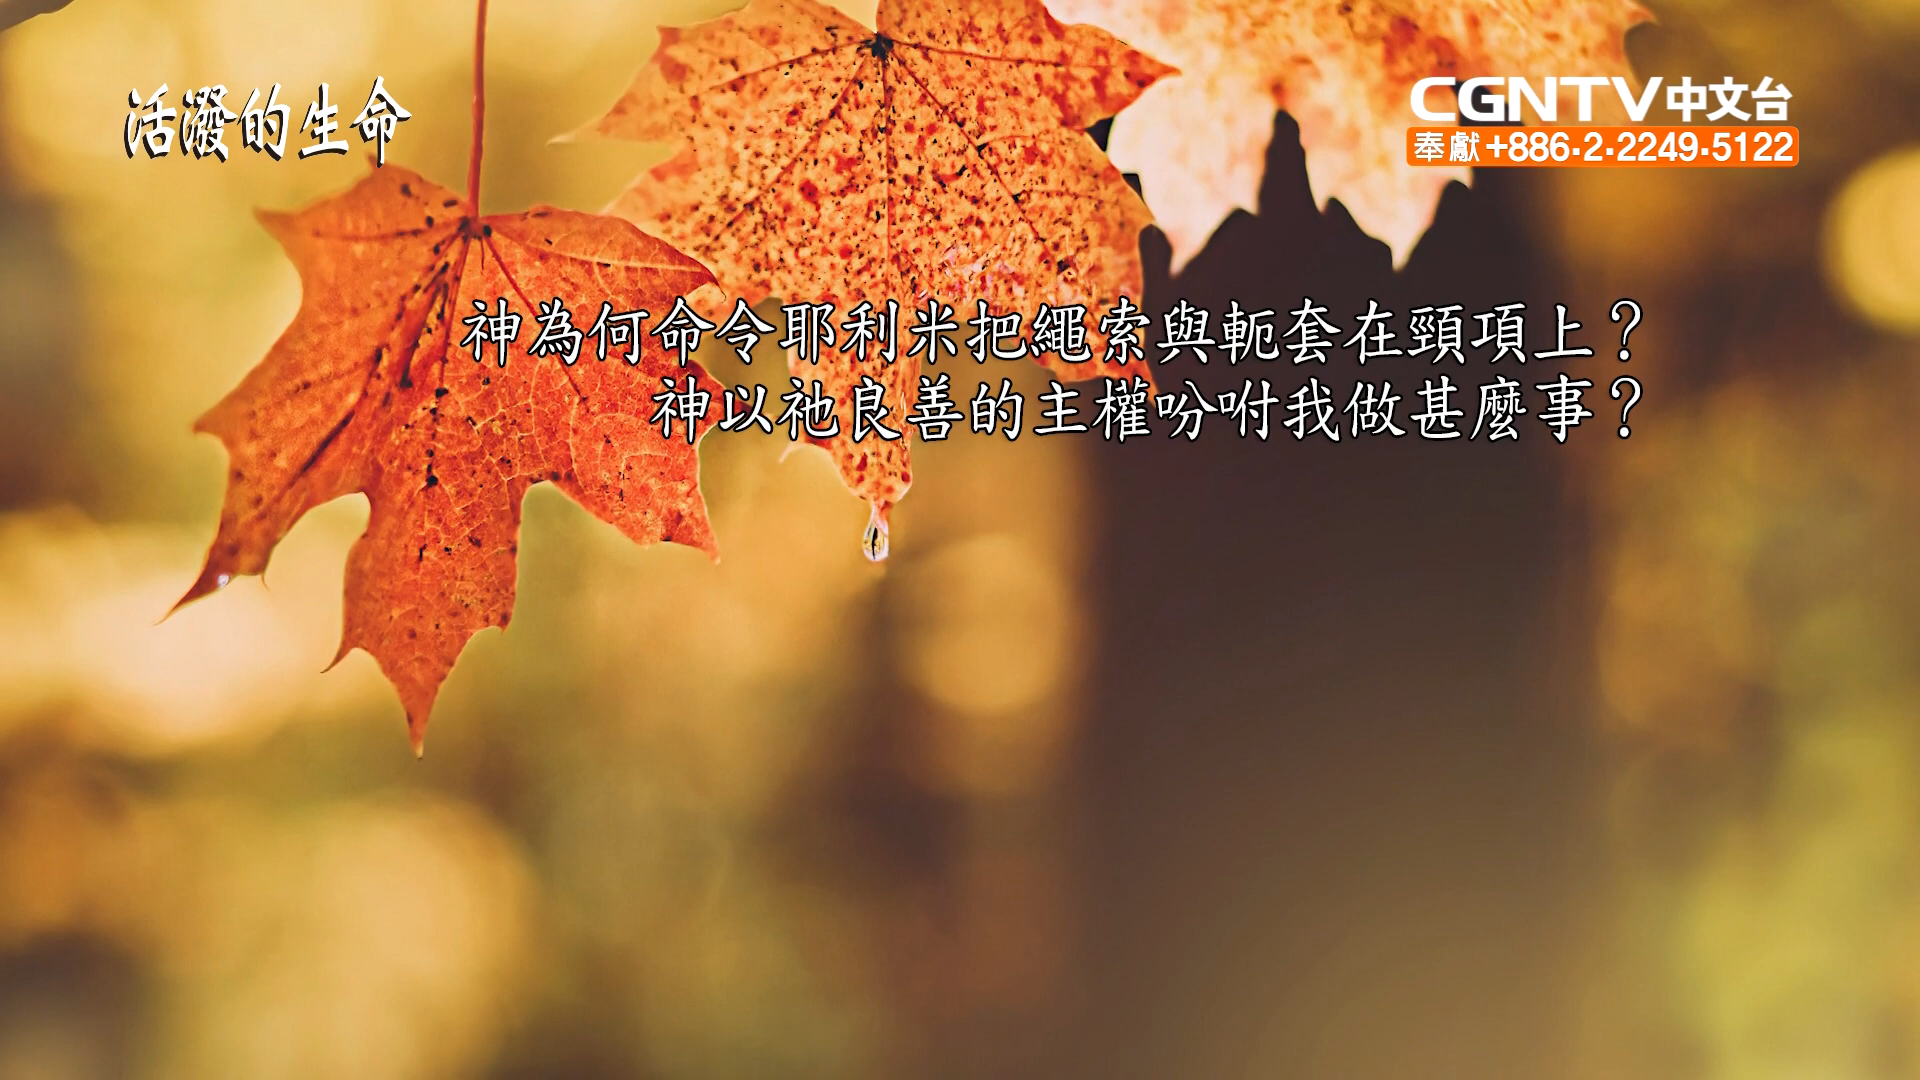 活潑的生命
CGNTV中文台
奉獻+886·2·2249·5122
神為何命令耶利米把繩索與軛套在頸項上？
神以祂良善的主權吩咐我做甚麼事？